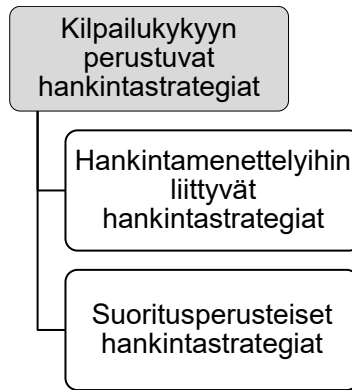 Kilpailukykyyn
perustuvat
hankintastrategiat
Hankintamenettelyihin
liittyvät
hankintastrategiat
Suoritusperusteiset
hankintastrategiat